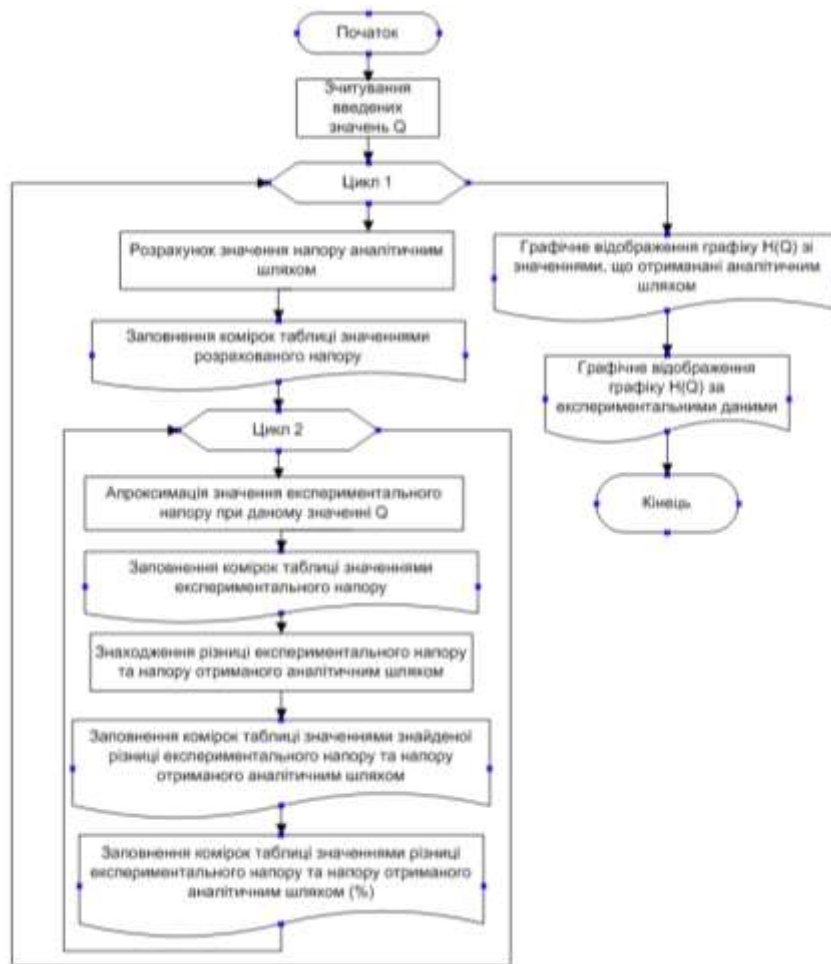 Початок
Зчитування
введених
значень Q
Цикл 1
Розрахунок значення напору аналітичним
шляхом
Заповнення комірок таблиці значеннями
розрахованого напору
Цикл 2
Апроксимація значення експериментального
напору при даному значенні Q
Заповнення комірок таблиці значеннями
експериментального напору
Знаходження різниці експериментального напору
та напору отриманого аналітичним шляхом
Заповнення комірок таблиці значеннями знайденої
різниці експериментального напору та напору
отриманого аналітичним шляхом
Заповнення комірок таблиці значеннями різниці
експериментального напору та напору отриманого
аналітичним шляхом (%)
Графічне відображення графіку H(Q) зі
значеннями, що отриманані аналітичним
шляхом
Графічне відображення
графіку H(Q) за
експериментальними даними
Кінець